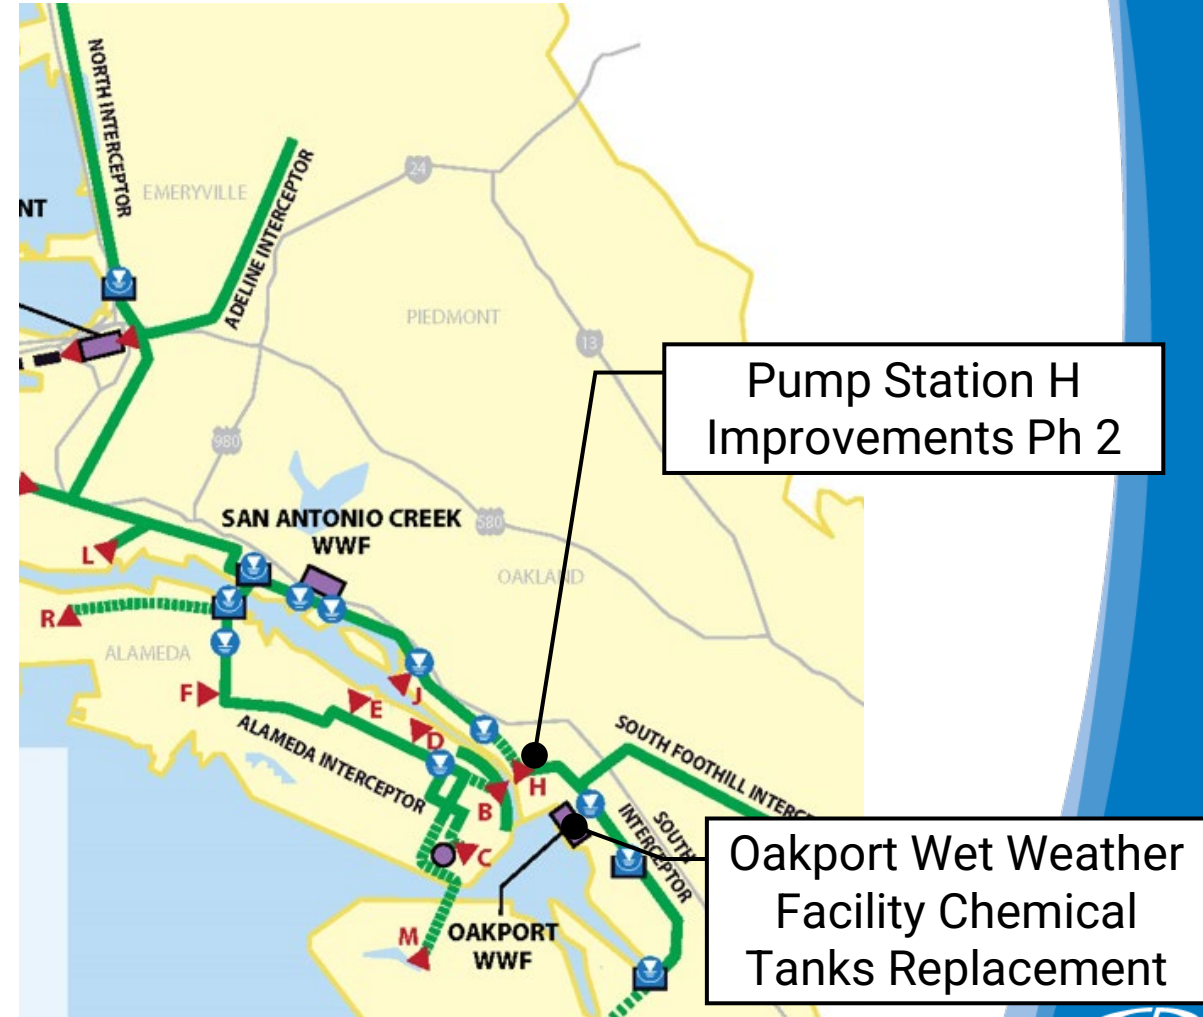 NORTH INTERCEPTOR
24
EMERYVILLE
ADELINE INTERCEPTOR
NT
PIEDMONT
13
Pump Station H
Improvements Ph 2
980
SAN ANTONIO CREEK
WWF
580
L
OAKLAND
R
ALAMEDA
J
F
E
ALAMEDA INTERCEPTOR
D
SOUTH FOOTHILL INTERC
H
B
SOUTH
INTERCEPTOR
C
Oakport Wet Weather
Facility Chemical
Tanks Replacement
M
OAKPORT
WWF